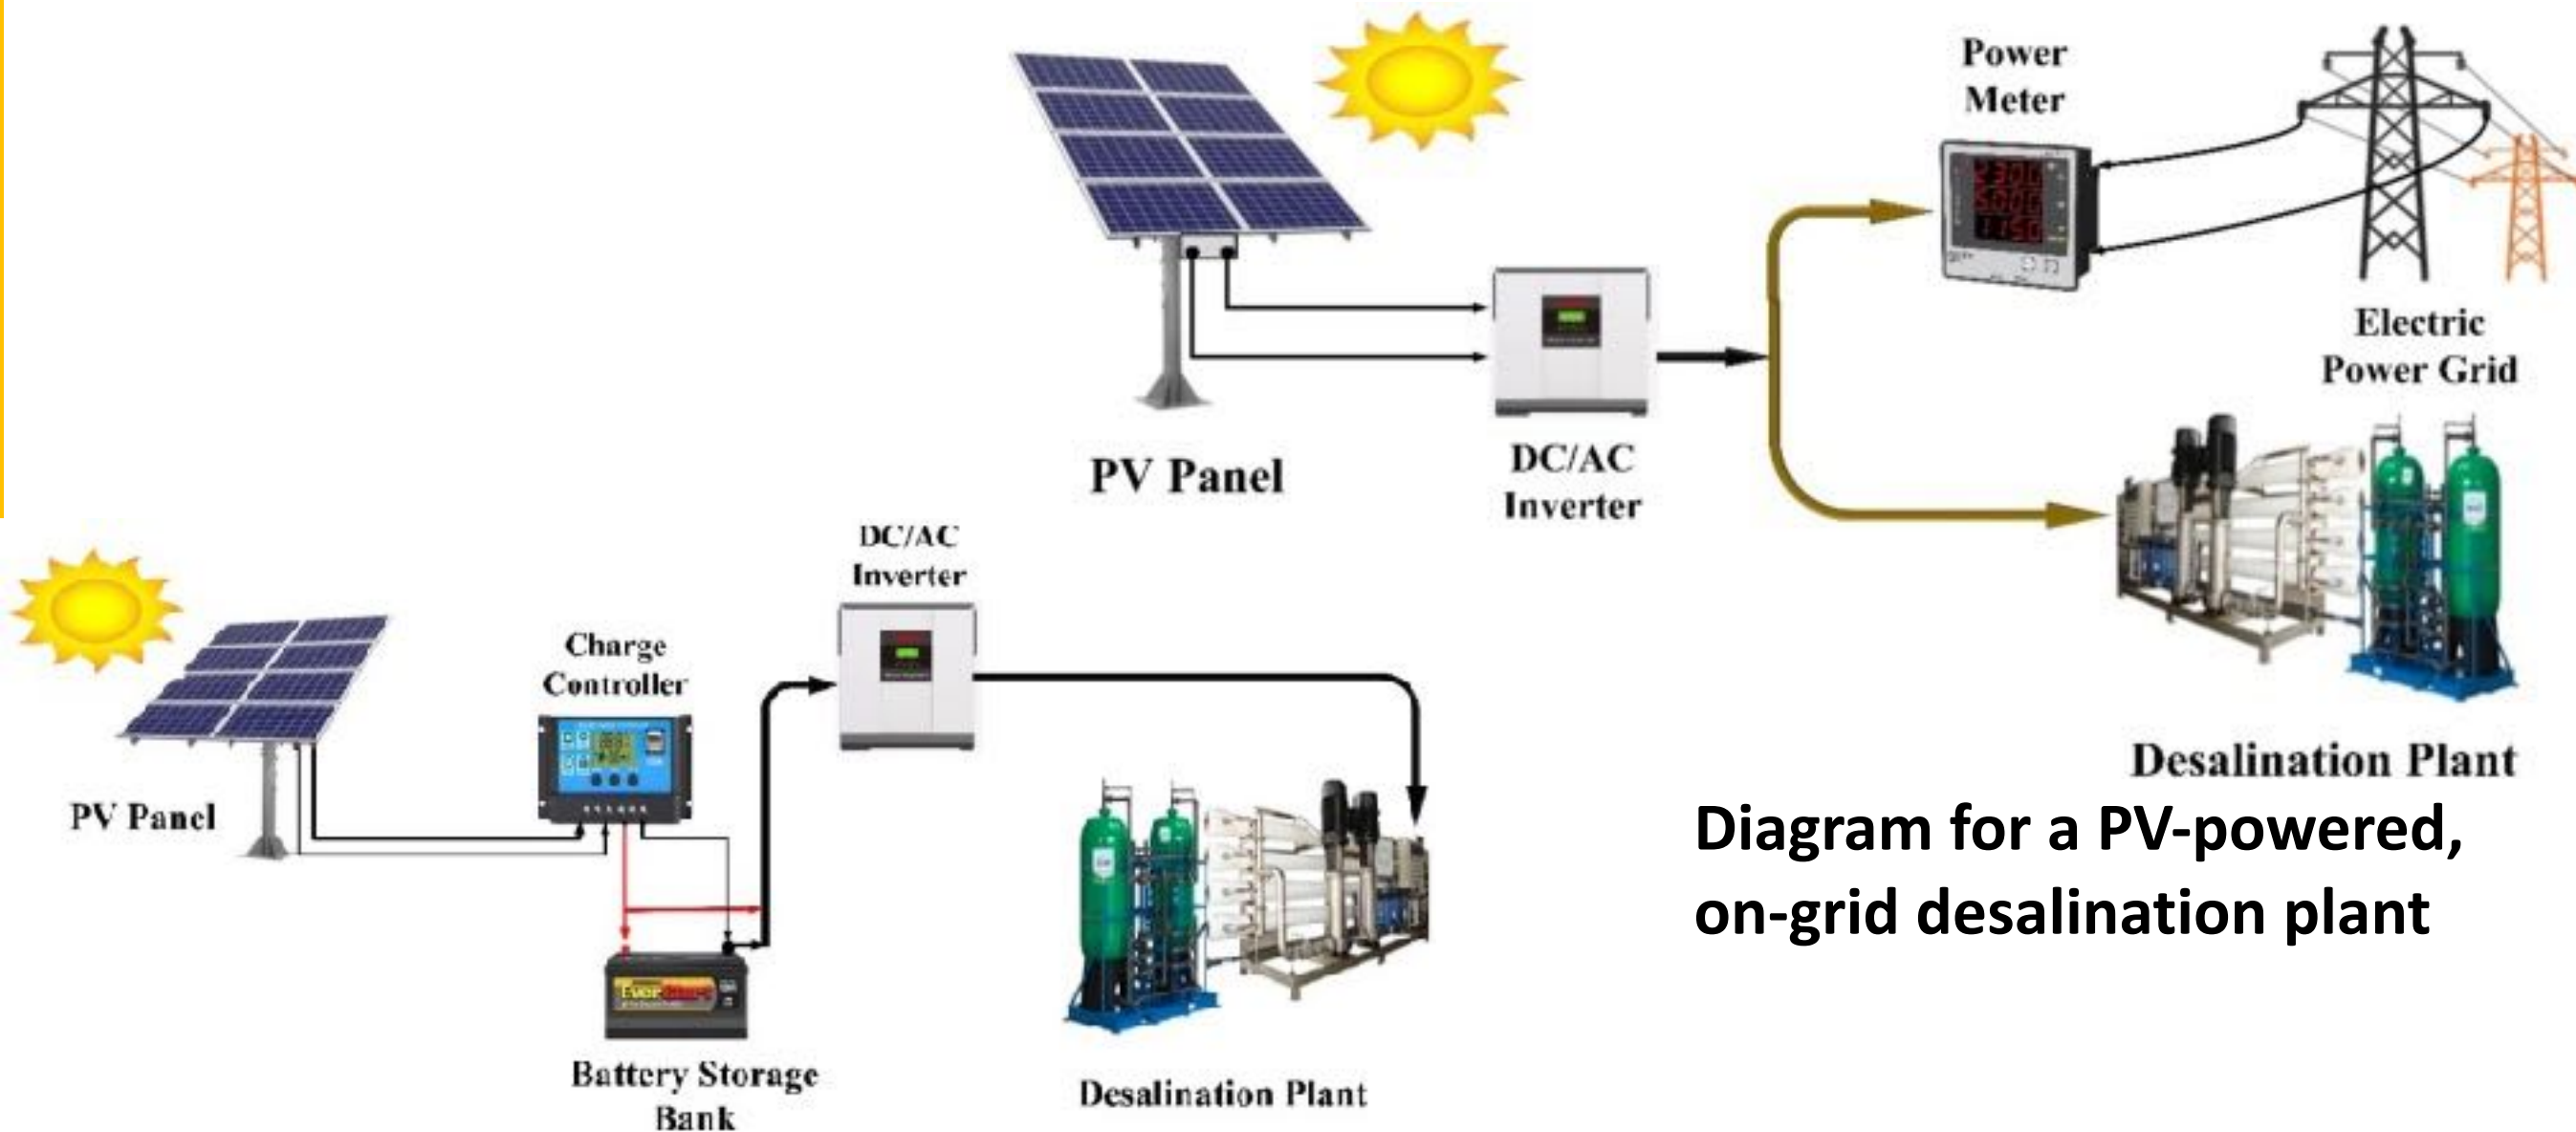 Power
Meter
Electric
Power Grid
PV Panel
DC/AC
Inverter
Desalination Plant
Diagram for a PV-powered,
on-grid desalination plant
DC/AC
Inverter
Charge
Controller
PV Panel
Battery Storage
Bank
Desalination Plant